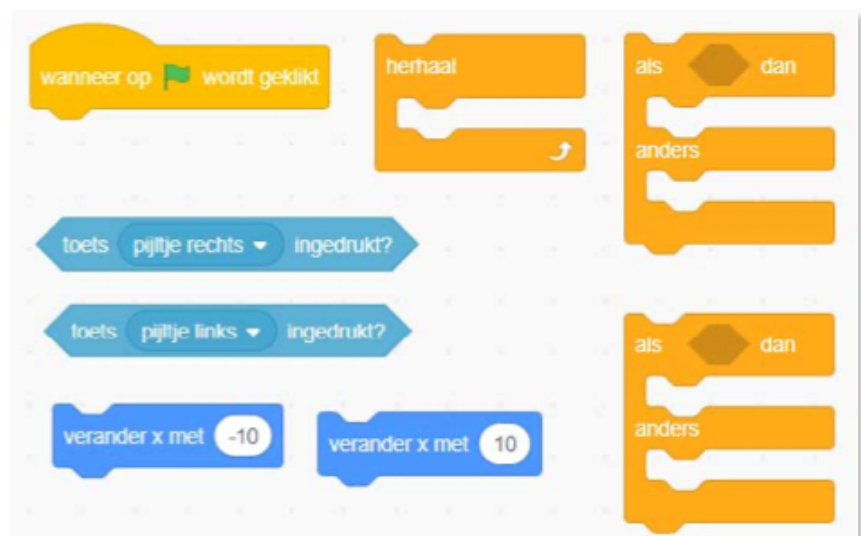 wanneer op wordt geklikt
herhaal
als dan
anders
toets pijltje rechts ingedrukt?
toets pijltje links ingedrukt?
als dan
anders
verander x met -10
verander x met 10